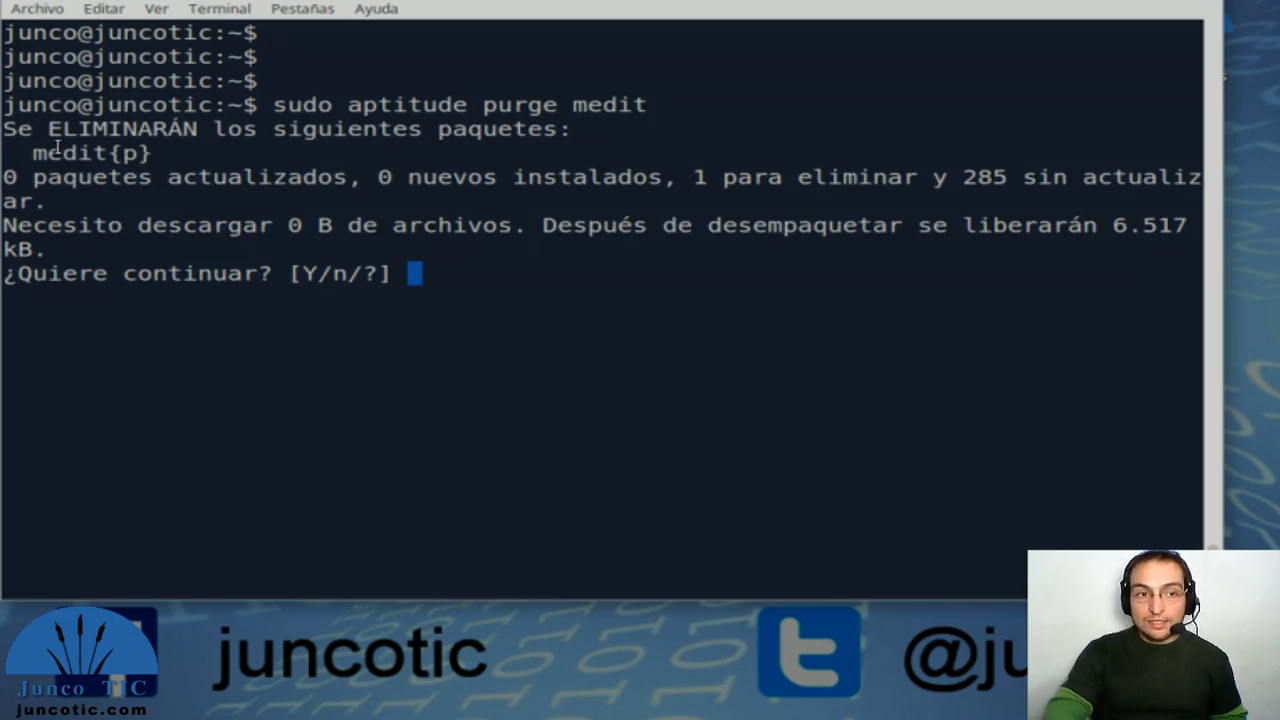 Archivo Editar Ver Terminal Pestañas Ayuda
junco@juncotic:~$
junco@juncotic:~$
junco@juncotic:~$
junco@juncotic:~$ sudo aptitude purge medit
Se ELIMINARÁN los siguientes paquetes:
medit{p}
0 paquetes actualizados, 0 nuevos instalados, 1 para eliminar y 285 sin actualiz
ar.
Necesito descargar 0 B de archivos. Después de desempaquetar se liberarán 6.517
kB.
¿Quiere continuar? [Y/n/?]
juncotic
@ju
Junco TIC
juncotic.com